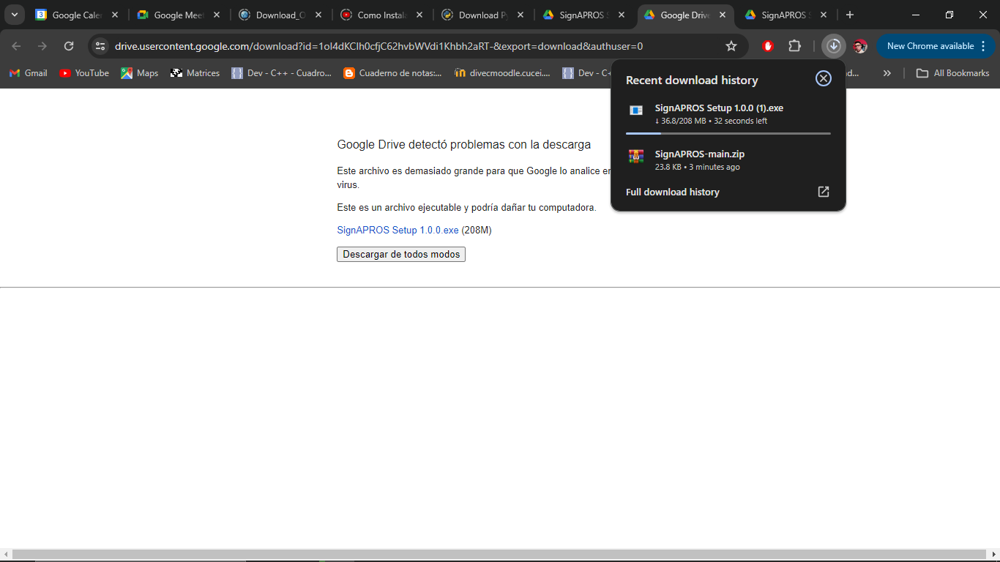 Google Caler
Google Meet
Download_O
Como Instala
Download Py
SignAPROS S
Google Drive
SignAPROS S
drive.usercontent.google.com/download?id=1ol4dKClh0cfjC62hvbWVdi1Khbh2aRT-&export=download&authuser=0
New Chrome available
Gmail
YouTube
Maps
Matrices
Dev - C++ - Cuadro...
Cuaderno de notas:...
divecmoodle.cucei....
Dev - C+
d...
»
All Bookmarks
Recent download history
SignAPROS Setup 1.0.0 (1).exe
↓ 36.8/208 MB • 32 seconds left
SignAPROS-main.zip
23.8 KB • 3 minutes ago
Full download history
Google Drive detectó problemas con la descarga
Este archivo es demasiado grande para que Google lo analice en
virus.
Este es un archivo ejecutable y podría dañar tu computadora.
SignAPROS Setup 1.0.0.exe (208M)
Descargar de todos modos